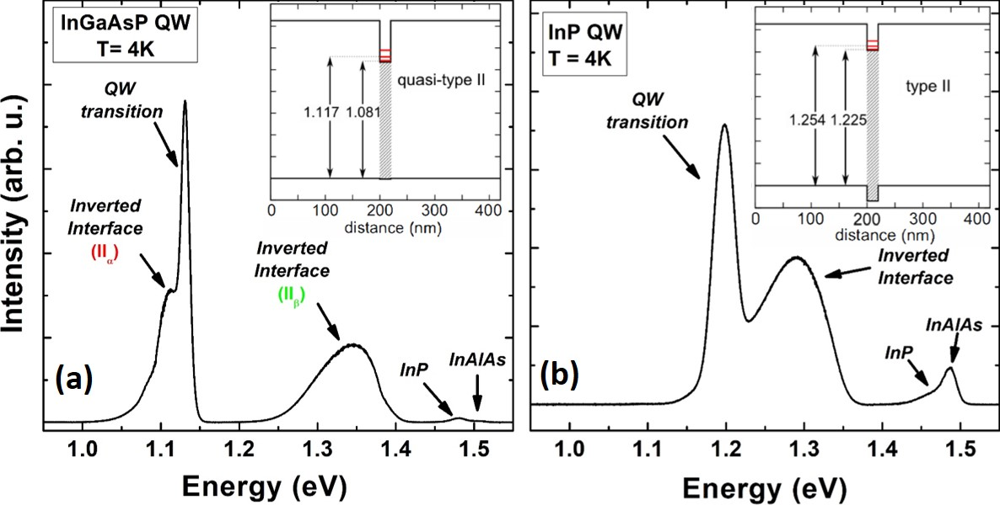 InGaAsP QW
T= 4K
QW
transition
Inverted
Interface
(IIα)
Inverted
Interface
(IIβ)
InP
InAlAs
(a)
quasi-type II
1.117 1.081
0 100 200 300 400
distance (nm)
1.0 1.1 1.2 1.3 1.4 1.5
Energy (eV)
Intensity (arb. u.)
InP QW
T = 4K
QW
transition
Inverted
Interface
InAlAs
InP
(b)
type II
1.254 1.225
0 100 200 300 400
distance (nm)
1.0 1.1 1.2 1.3 1.4 1.5
Energy (eV)